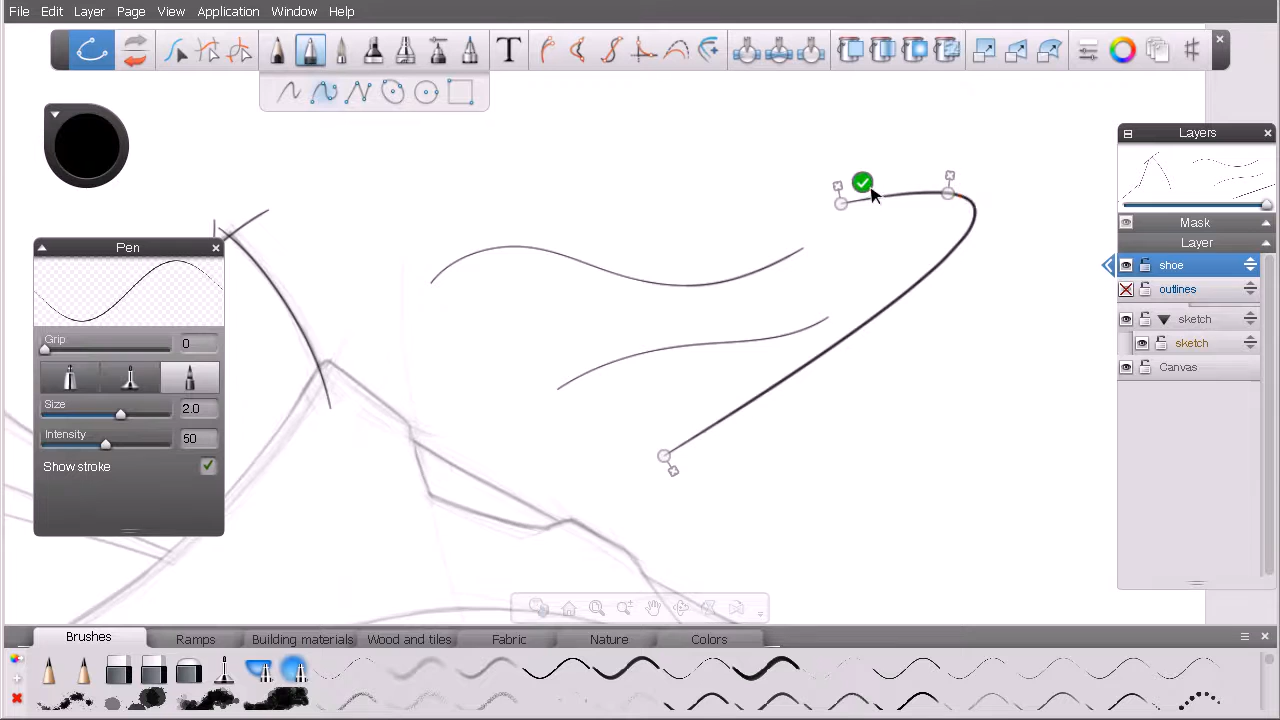 File Edit Layer Page View Application Window Help
T
Layers
Mask
Layer
shoe
outlines
sketch
sketch
Canvas
Pen
Grip 0
Size 2.0
Intensity 50
Show stroke
Brushes Ramps Building materials Wood and tiles Fabric Nature Colors